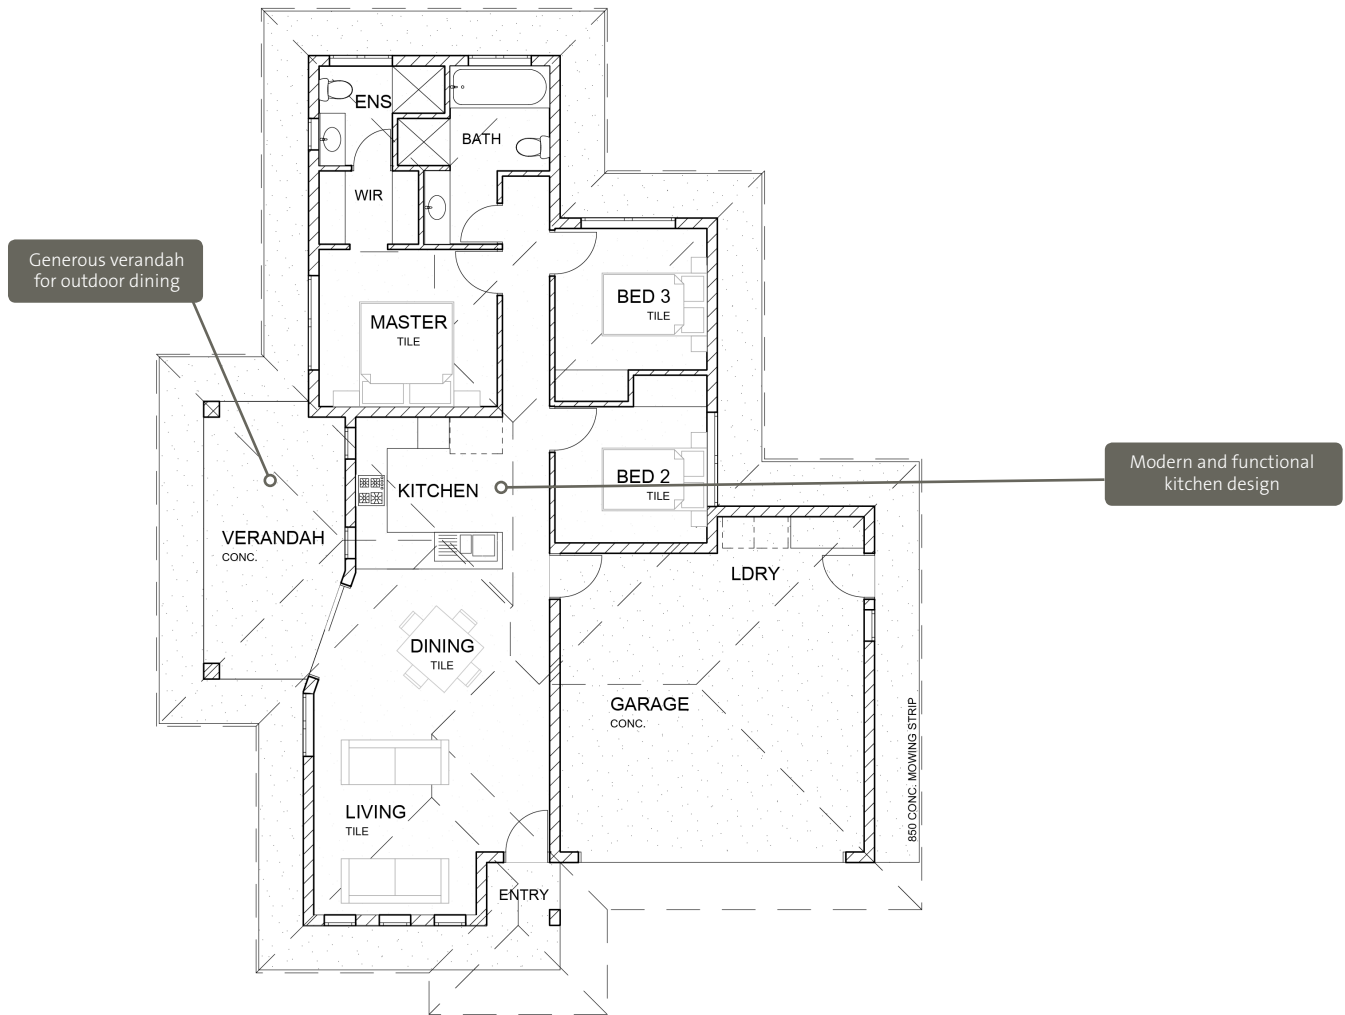 ENS
BATH
WIR
Generous verandah
for outdoor dining
BED 3
TILE
MASTER
TILE
Modern and functional
kitchen design
BED 2
TILE
KITCHEN
VERANDAH
CONC.
LDRY
DINING
TILE
GARAGE
CONC.
850 CONC. MOWING STRIP
LIVING
TILE
ENTRY